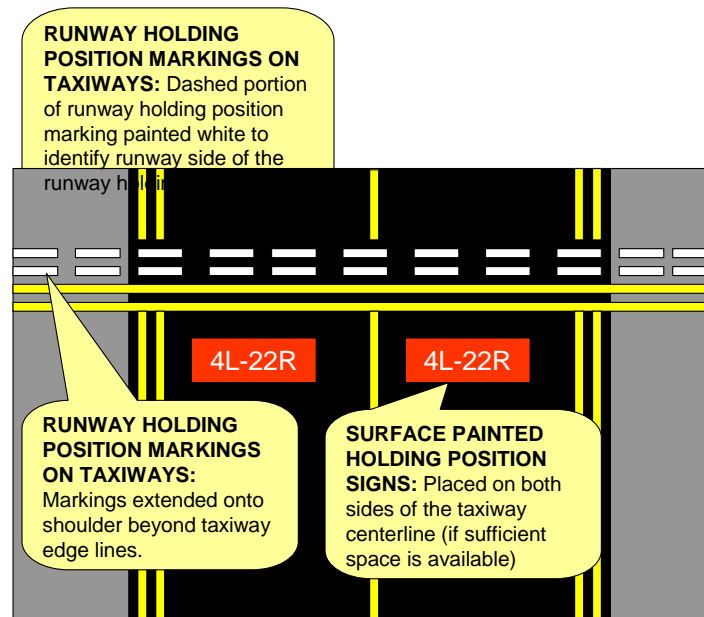 RUNWAY HOLDING
POSITION MARKINGS ON
TAXIWAYS: Dashed portion
of runway holding position
marking painted white to
identify runway side of the
runway
4L-22R 4L-22R
RUNWAY HOLDING
POSITION MARKINGS
ON TAXIWAYS:
Markings extended onto
shoulder beyond taxiway
edge lines.
SURFACE PAINTED
HOLDING POSITION
SIGNS: Placed on both
sides of the taxiway
centerline (if sufficient
space is available)